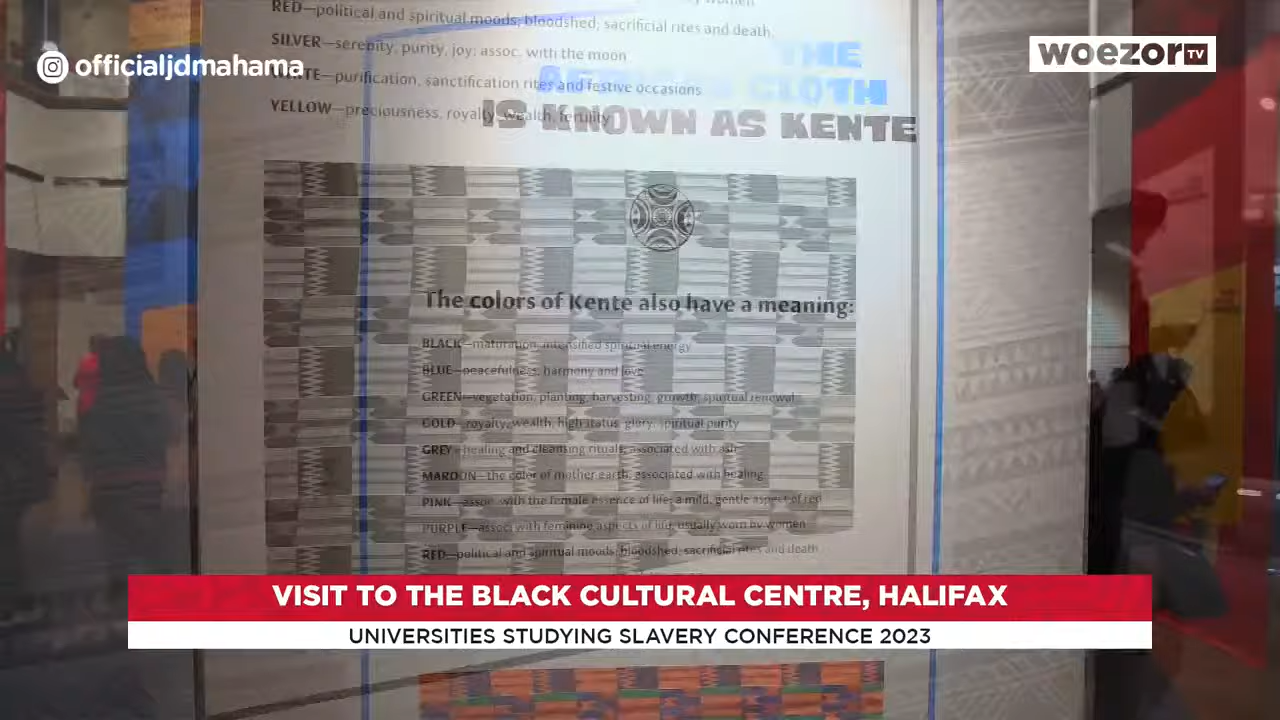 women
RED—political and spiritual moods; bloodshed; sacrificial rites and death.
SILVER—serenity, purity, joy; assoc. with the moon
WHITE—purification, sanctification rites and festive occasions
YELLOW—preciousness, royalty, wealth, fertility
officialjdmahama
woezor TV
THE
AFRICAN CLOTH
IS KNOWN AS KENTE
The colors of Kente also have a meaning:
BLACK—maturation, intensified spiritual energy
BLUE—peacefulness, harmony and love
GREEN—vegetation, planting, harvesting, growth, spiritual renewal
GOLD—royalty, wealth, high status, glory, spiritual purity
GREY—healing and cleansing rituals; associated with ash
MAROON—the color of mother earth; associated with healing
PINK—assoc. with the female essence of life; a mild, gentle aspect of red
PURPLE—assoc. with feminine aspects of life; usually worn by women
RED—political and spiritual moods; bloodshed; sacrificial rites and death.
VISIT TO THE BLACK CULTURAL CENTRE, HALIFAX
UNIVERSITIES STUDYING SLAVERY CONFERENCE 2023